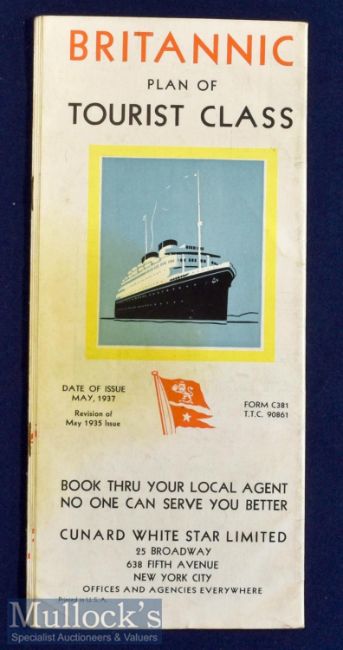 BRITANNIC
PLAN OF
TOURIST CLASS
DATE OF ISSUE
MAY, 1937
Revision of
May 1935 Issue
FORM C381
T.T.C. 90861
BOOK THRU YOUR LOCAL AGENT
NO ONE CAN SERVE YOU BETTER
CUNARD WHITE STAR LIMITED
25 BROADWAY
638 FIFTH AVENUE
NEW YORK CITY
OFFICES AND AGENCIES EVERYWHERE
Printed in U.S.A.
Mullock's
Specialist Auctioneers & Valuers